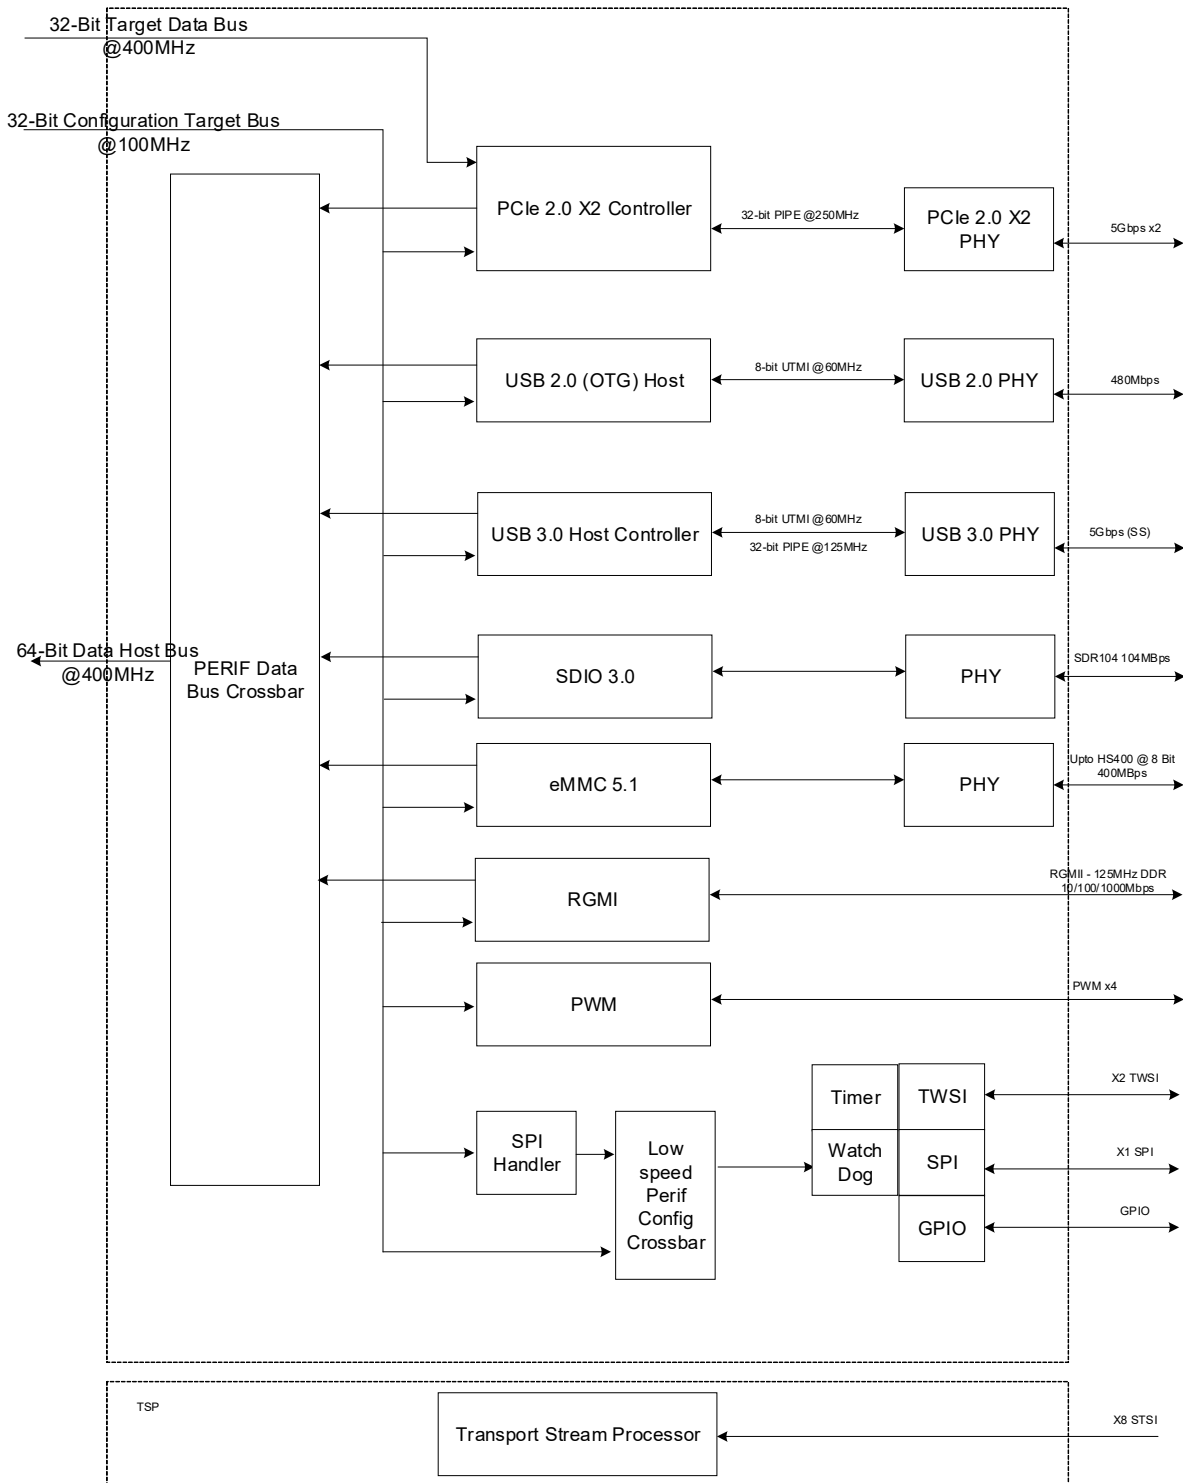 32-Bit Target Data Bus
@400MHz
32-Bit Configuration Target Bus
@100MHz
PCIe 2.0 X2 Controller
32-bit PIPE @250MHz
PCIe 2.0 X2
PHY
5Gbps x2
USB 2.0 (OTG) Host
8-bit UTMI @60MHz
USB 2.0 PHY
480Mbps
USB 3.0 Host Controller
8-bit UTMI @60MHz
32-bit PIPE @125MHz
USB 3.0 PHY
5Gbps (SS)
64-Bit Data Host Bus
@400MHz
PERIF Data
Bus Crossbar
SDIO 3.0
PHY
SDR104 104MBps
eMMC 5.1
PHY
Upto HS400 @ 8 Bit
400MBps
RGMI
RGMII - 125MHz DDR
10/100/1000Mbps
PWM
PWM x4
SPI
Handler
Low
speed
Perif
Config
Crossbar
Timer
TWSI
X2 TWSI
Watch
Dog
SPI
X1 SPI
GPIO
GPIO
TSP
Transport Stream Processor
X8 STSI